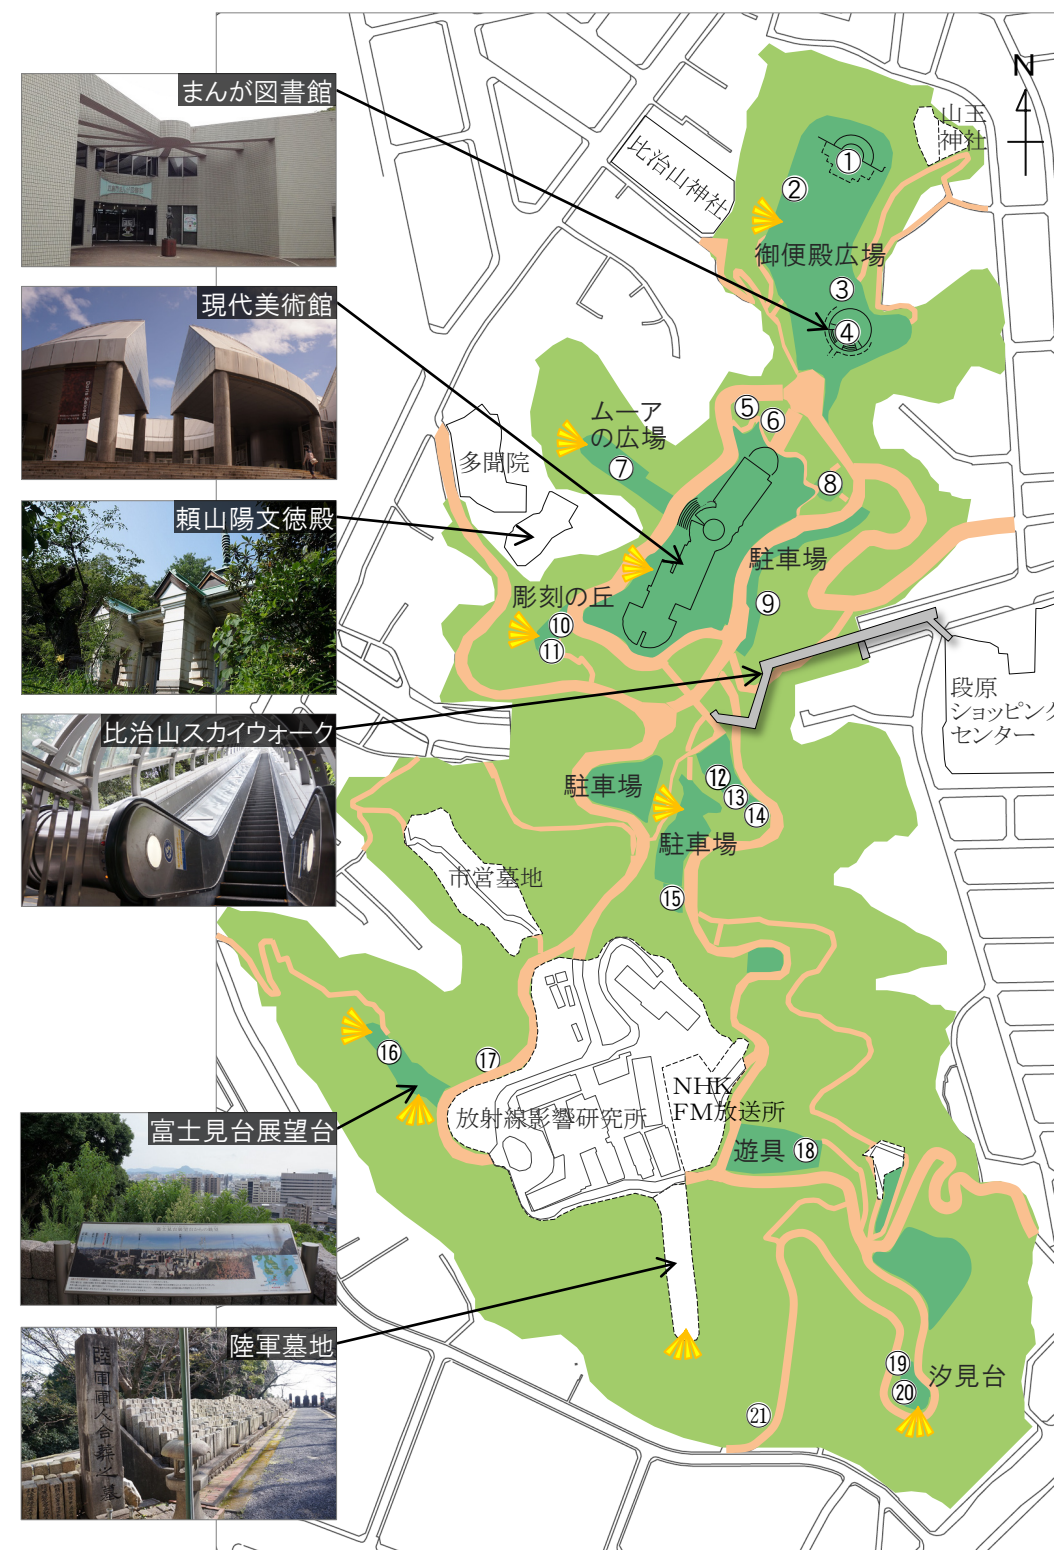 まんが図書館
現代美術館
頼山陽文徳殿
比治山スカイウォーク
富士見台展望台
陸軍墓地
陸軍軍人合葬之墓
N
山王
神社
比治山神社
①
②
御便殿広場
③
④
⑤
⑥
ムーア
の広場
⑦
多聞院
⑧
駐車場
⑨
彫刻の丘
⑩
⑪
段原
ショッピング
センター
駐車場
⑫
⑬
⑭
駐車場
⑮
市営墓地
⑯
⑰
放射線影響研究所
NHK
FM放送所
遊具
⑱
⑲
⑳
汐見台
㉑